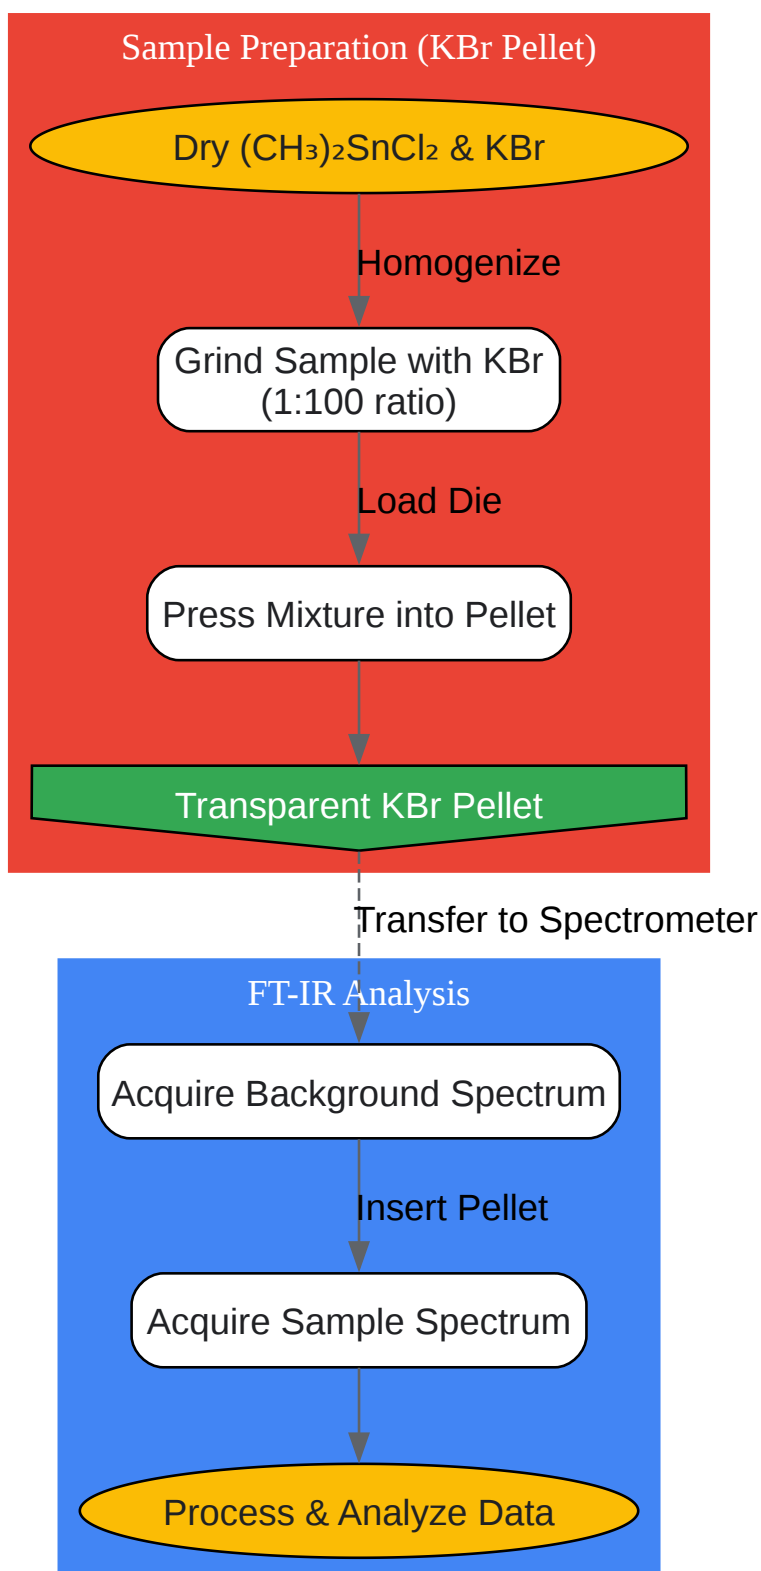 Sample Preparation (KBr Pellet)
Dry (CH₃)₂SnCl₂ & KBr
Homogenize
Grind Sample with KBr
(1:100 ratio)
Load Die
Press Mixture into Pellet
Transparent KBr Pellet
Transfer to Spectrometer
FT-IR Analysis
Acquire Background Spectrum
Insert Pellet
Acquire Sample Spectrum
Process & Analyze Data